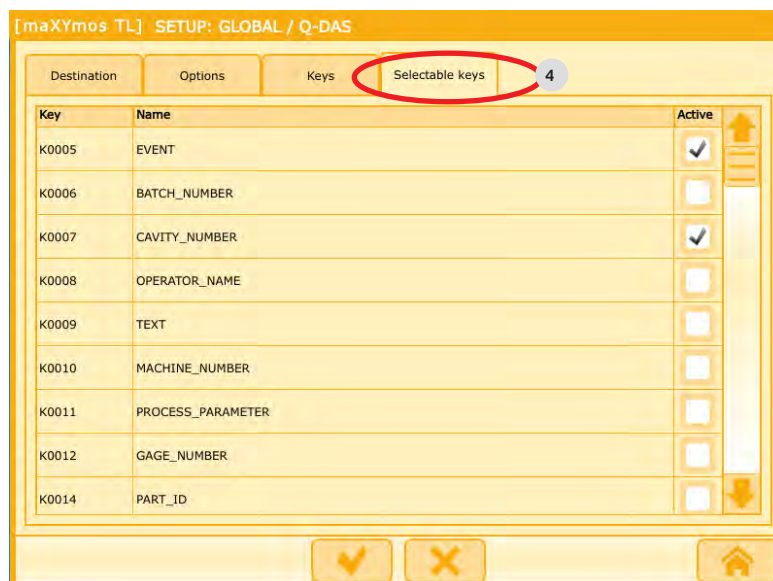 [maXYmos TL] SETUP: GLOBAL / Q-DAS
Destination Options Keys Selectable keys 4
Key Name Active
K0005 EVENT
K0006 BATCH_NUMBER
K0007 CAVITY_NUMBER
K0008 OPERATOR_NAME
K0009 TEXT
K0010 MACHINE_NUMBER
K0011 PROCESS_PARAMETER
K0012 GAGE_NUMBER
K0014 PART_ID